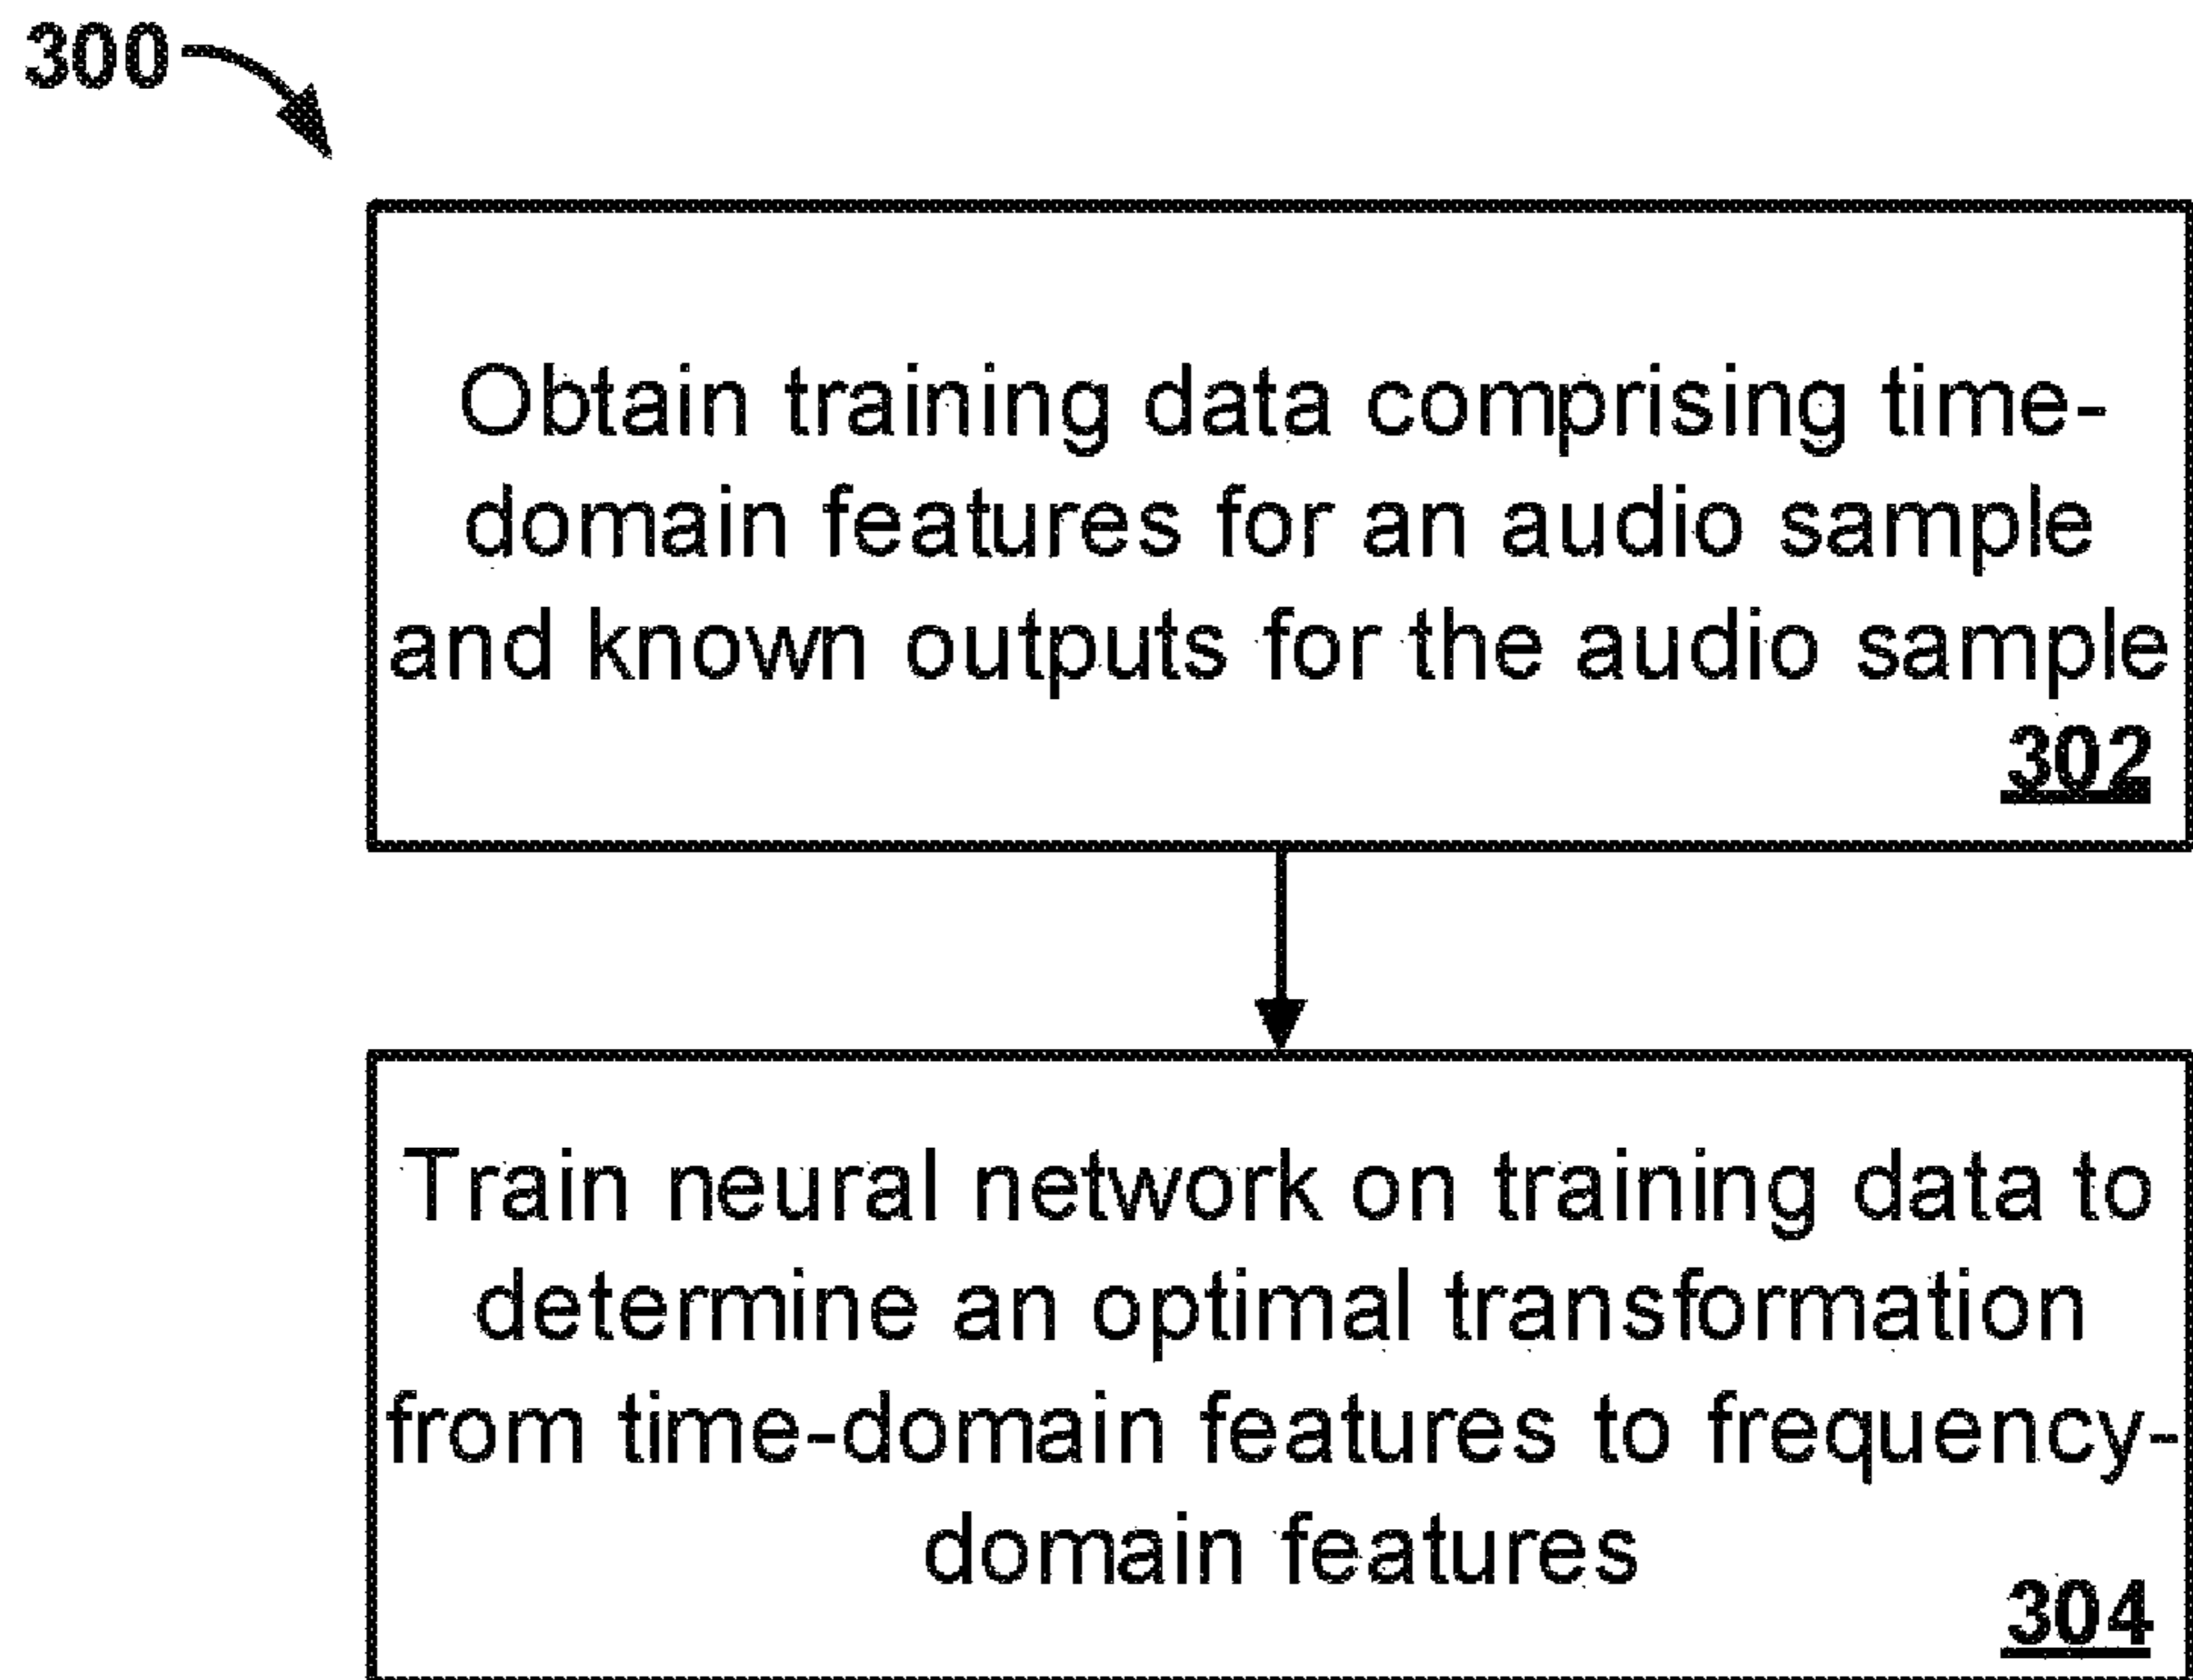 300
Obtain training data comprising time-
domain features for an audio sample
and known outputs for the audio sample
302
Train neural network on training data to
determine an optimal transformation
from time-domain features to frequency-
domain features
304